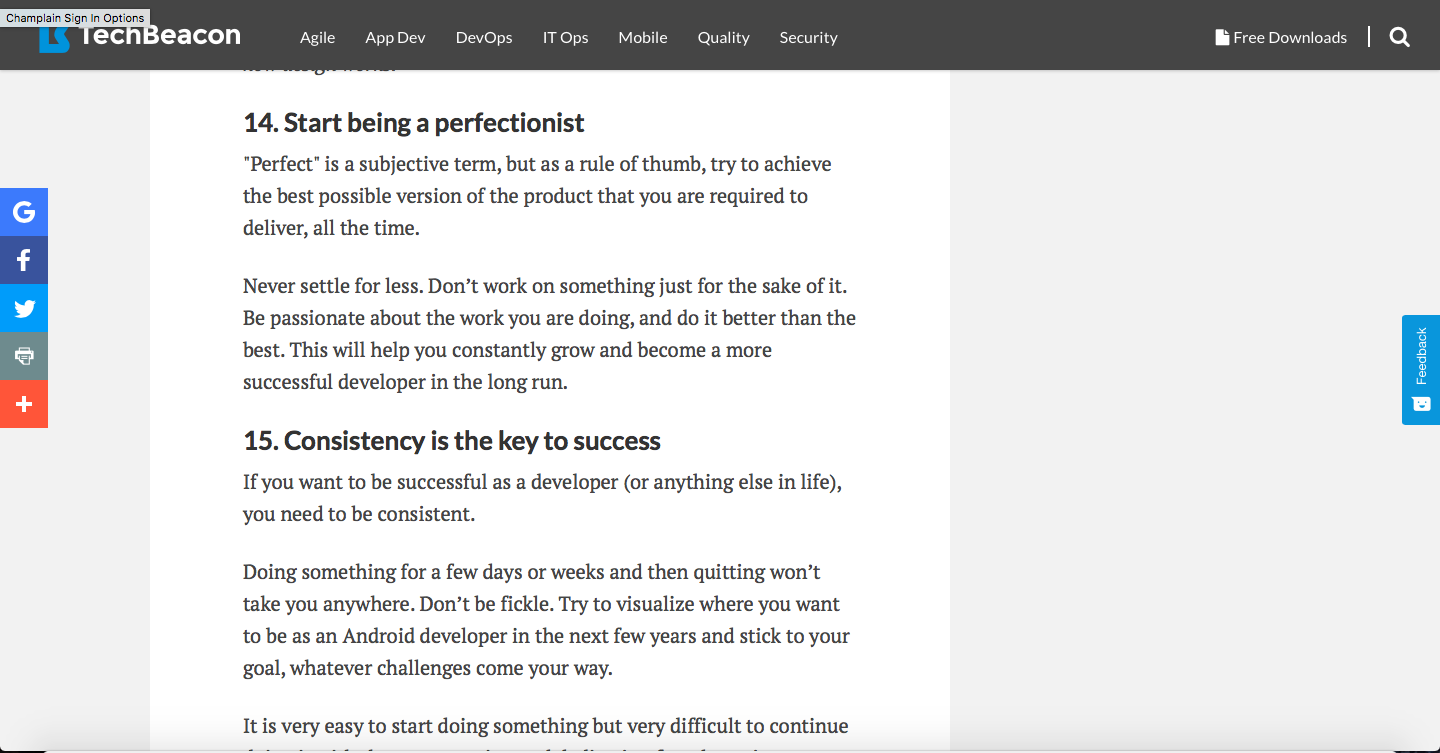 Champlain Sign In Options
TechBeacon
Agile App Dev DevOps IT Ops Mobile Quality Security
Free Downloads
14. Start being a perfectionist
"Perfect" is a subjective term, but as a rule of thumb, try to achieve
the best possible version of the product that you are required to
deliver, all the time.
Never settle for less. Don’t work on something just for the sake of it.
Be passionate about the work you are doing, and do it better than the
best. This will help you constantly grow and become a more
successful developer in the long run.
15. Consistency is the key to success
If you want to be successful as a developer (or anything else in life),
you need to be consistent.
Doing something for a few days or weeks and then quitting won’t
take you anywhere. Don’t be fickle. Try to visualize where you want
to be as an Android developer in the next few years and stick to your
goal, whatever challenges come your way.
It is very easy to start doing something but very difficult to continue
Feedback